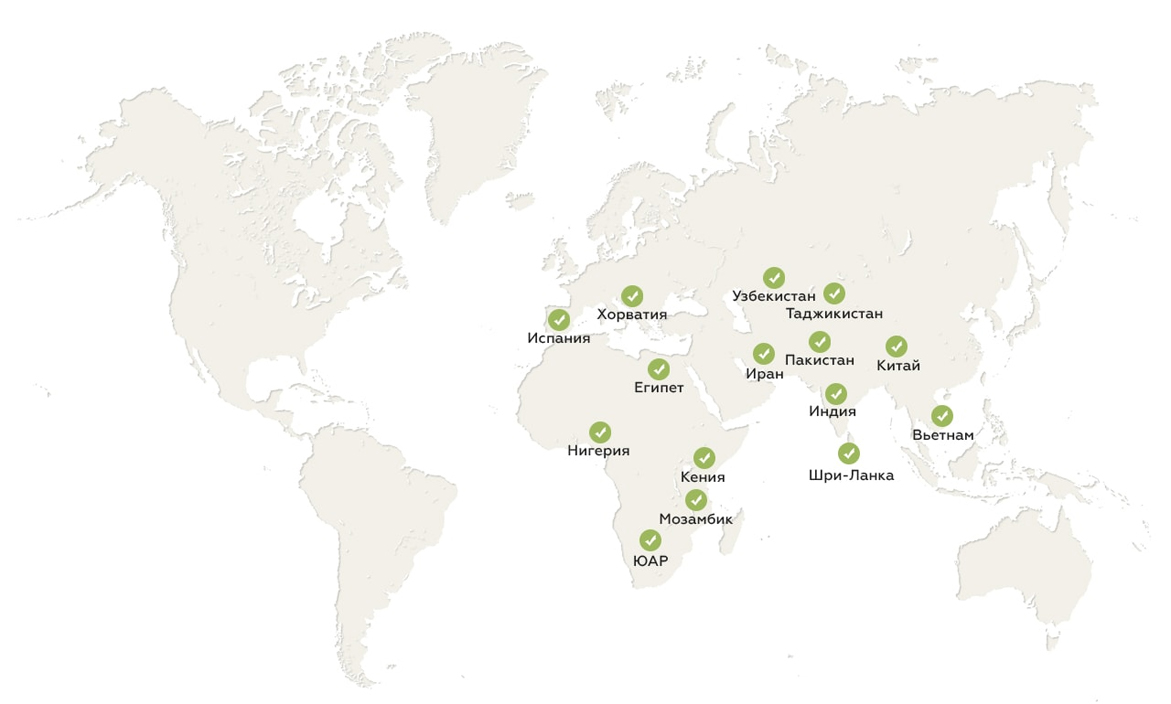 Узбекистан
Хорватия
Таджикистан
Испания
Пакистан
Китай
Иран
Египет
Индия
Вьетнам
Нигерия
Кения
Шри-Ланка
Мозамбик
ЮАР